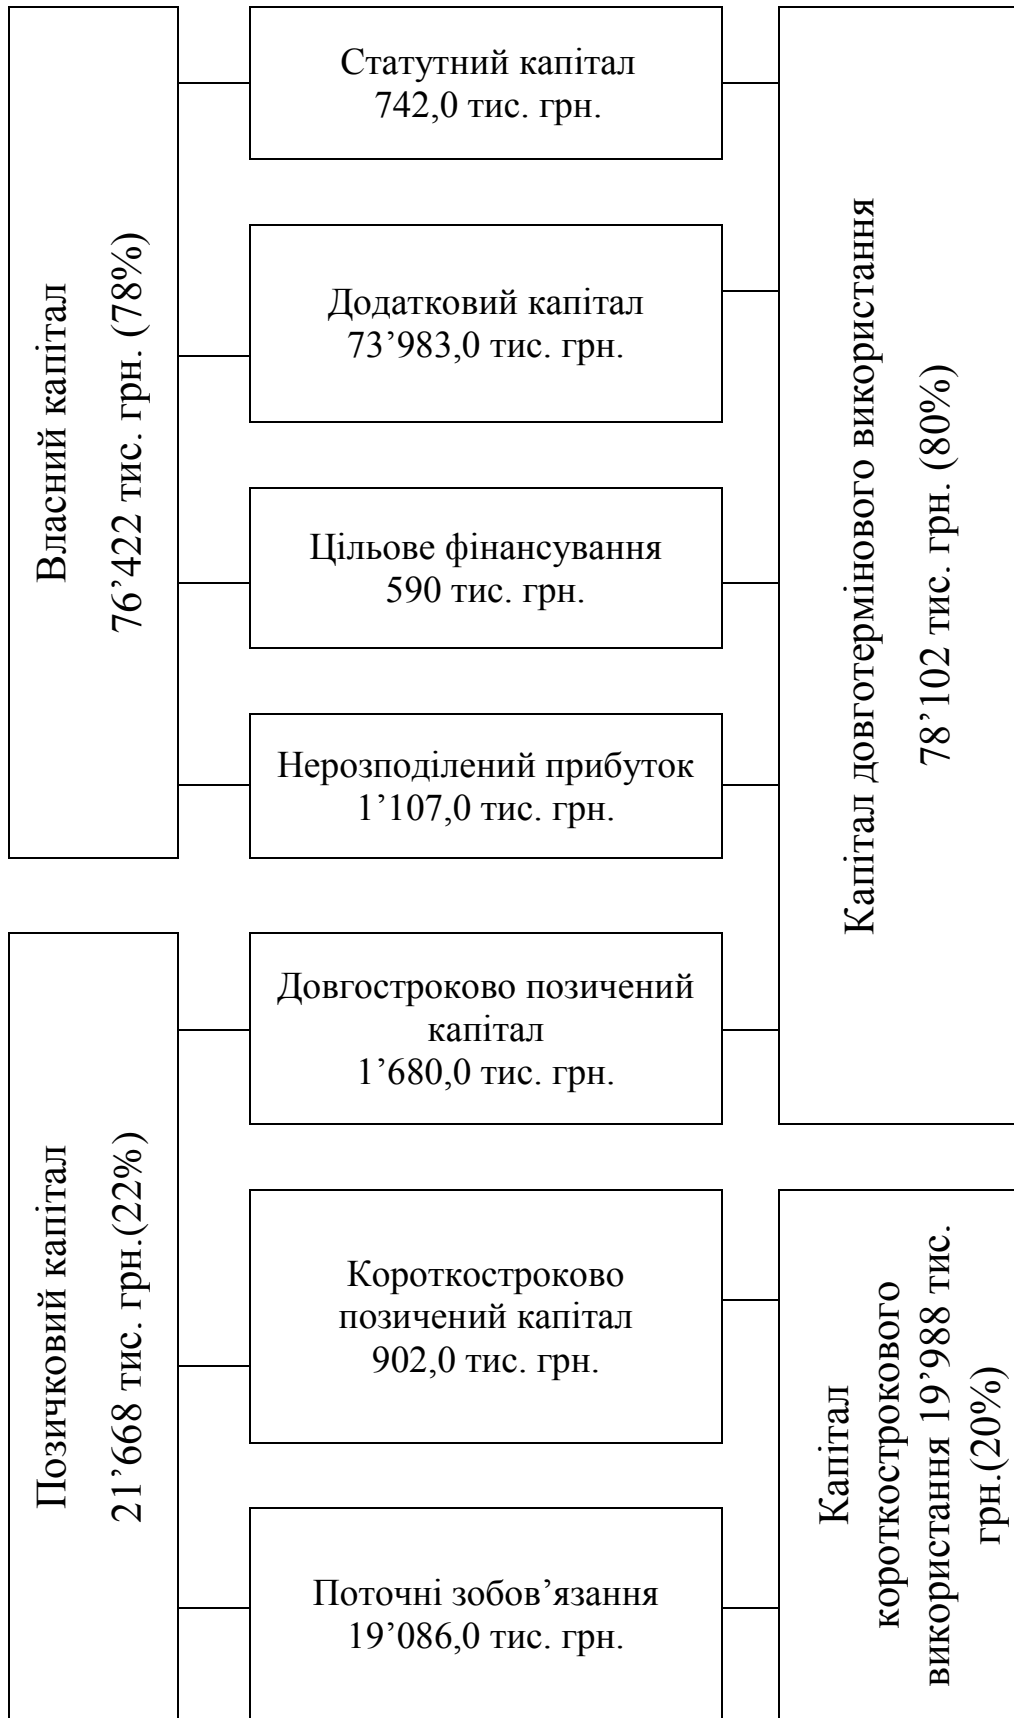 Власний капітал
76’422 тис. грн. (78%)
Статутний капітал
742,0 тис. грн.
Додатковий капітал
73’983,0 тис. грн.
Цільове фінансування
590 тис. грн.
Нерозподілений прибуток
1’107,0 тис. грн.
Капітал довготермінового використання
78’102 тис. грн. (80%)
Позичковий капітал
21’668 тис. грн.(22%)
Довгостроково позичений
капітал
1’680,0 тис. грн.
Короткостроково
позичений капітал
902,0 тис. грн.
Поточні зобов’язання
19’086,0 тис. грн.
Капітал
короткострокового
використання 19’988 тис.
грн.(20%)